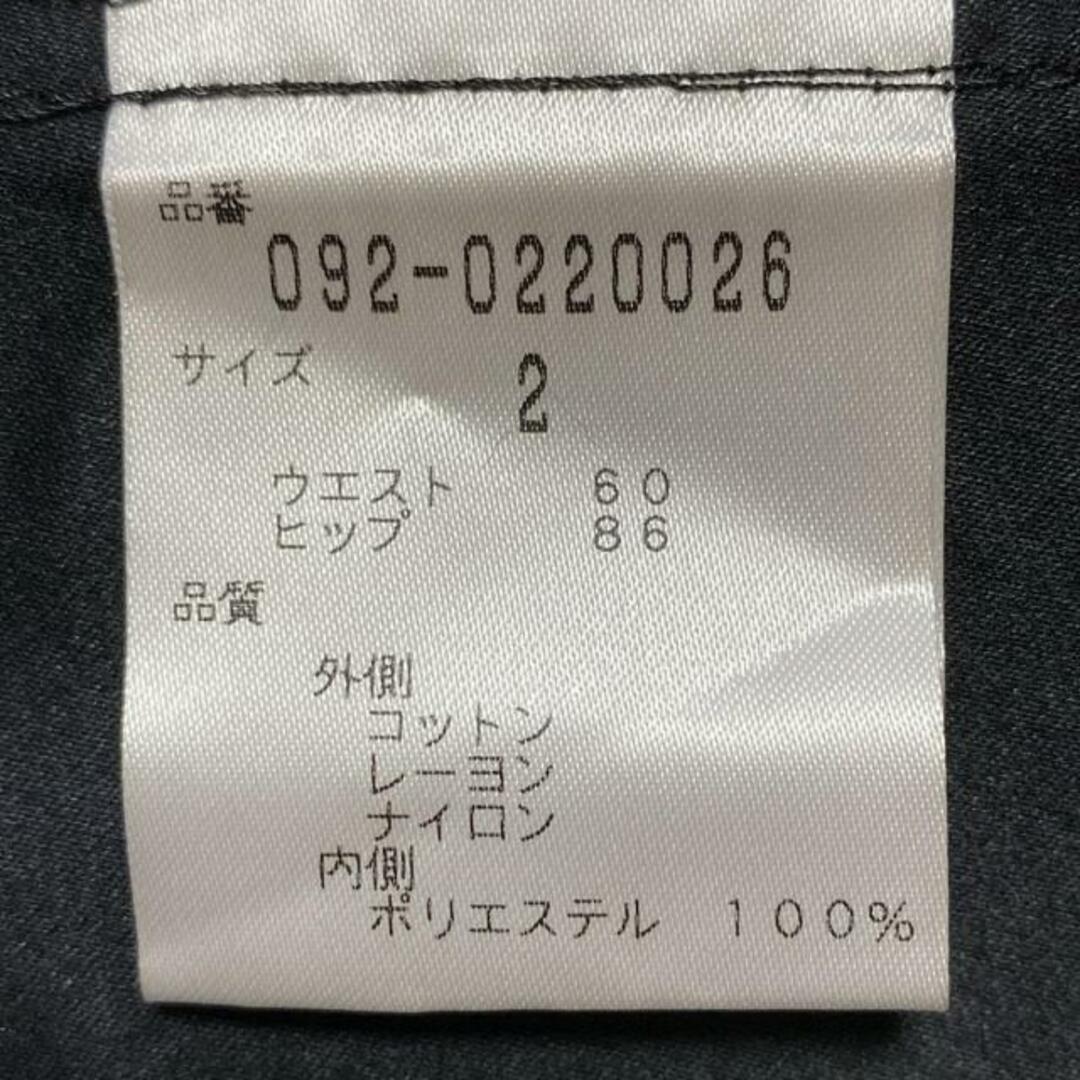 品番
092-0220026
サイズ 2
ウエスト 60
ヒップ 86
品質
外側
コットン
レーヨン
ナイロン
内側
ポリエステル 100%